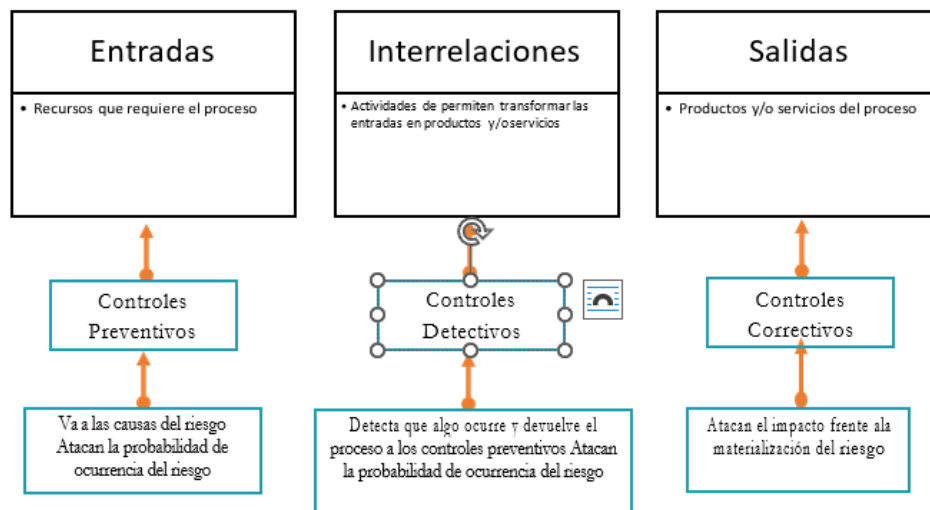 Entradas
• Recursos que requiere el proceso
Interrelaciones
• Actividades de permiten transformar las
entradas en productos y/o servicios
Salidas
• Productos y/o servicios del proceso
Controles
Preventivos
Controles
Detectivos
Controles
Correctivos
Va a las causas del riesgo
Atacan la probabilidad de
ocurrencia del riesgo
Detecta que algo ocurre y devuelve el
proceso a los controles preventivos Atacan
la probabilidad de ocurrencia del riesgo
Atacan el impacto frente ala
materialización del riesgo